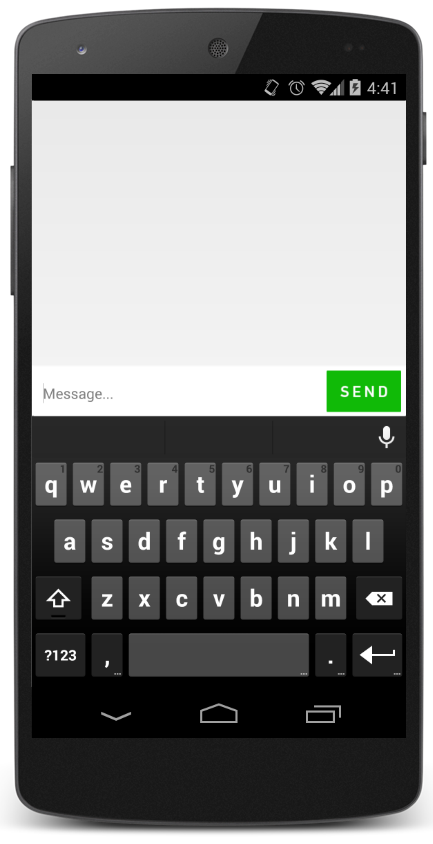 4:41
Message...
SEND
1 2 3 4 5 6 7 8 9 0
q w e r t y u i o p
a s d f g h j k l
z x c v b n m
?123 , ... ... . ... ...